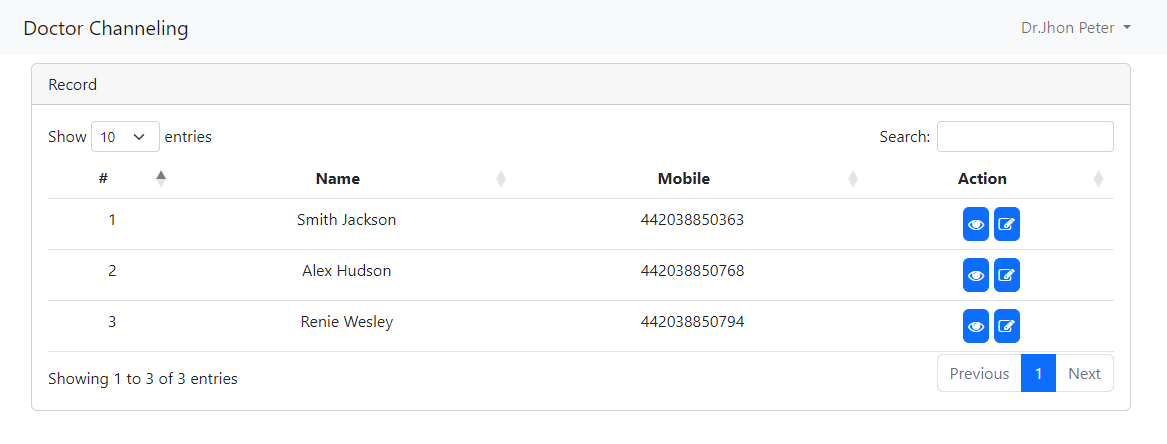 Doctor Channeling Dr.Jhon Peter
Record
Show 10 entries Search:
# Name Mobile Action
1 Smith Jackson 442038850363
2 Alex Hudson 442038850768
3 Renie Wesley 442038850794
Showing 1 to 3 of 3 entries Previous 1 Next